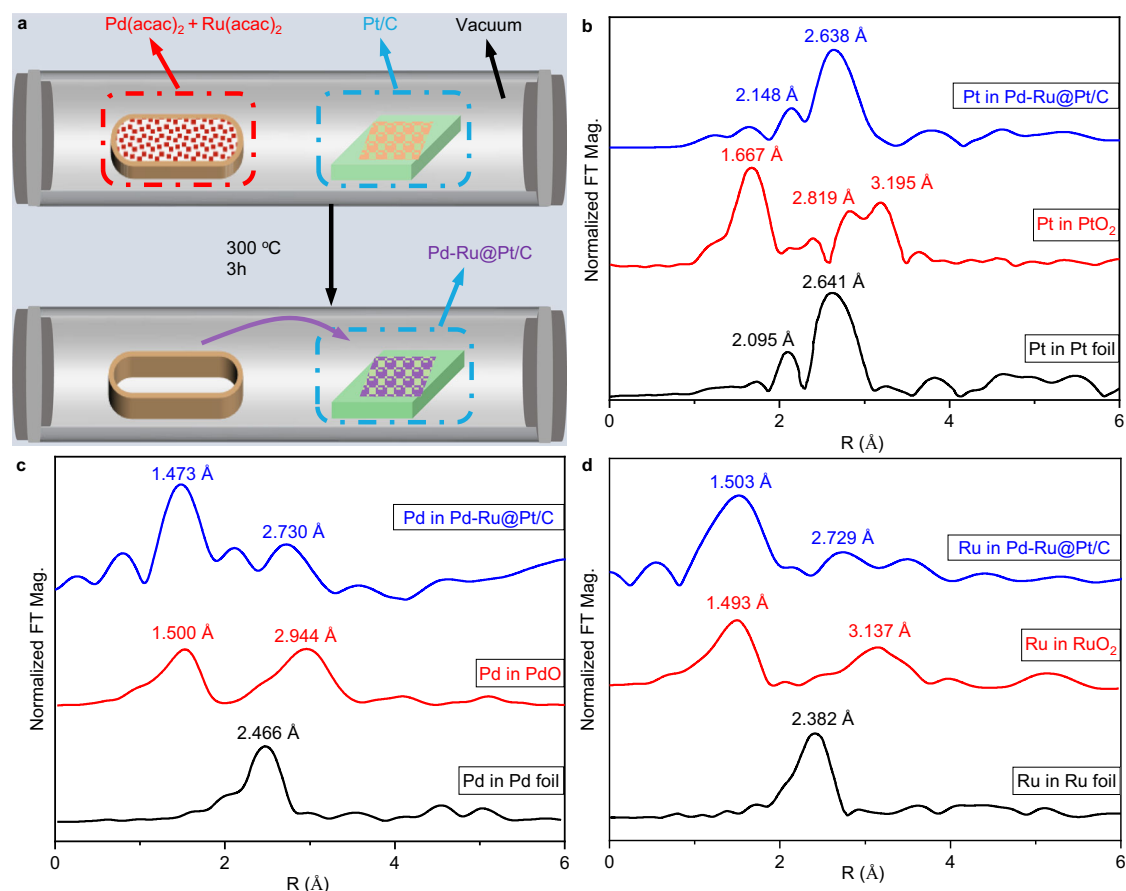 a
Pd(acac)₂ + Ru(acac)₂
Pt/C
Vacuum
300 ºC
3h
Pd-Ru@Pt/C
b
Normalized FT Mag.
2.638 Å
2.148 Å
Pt in Pd-Ru@Pt/C
1.667 Å
2.819 Å
3.195 Å
Pt in PtO₂
2.641 Å
2.095 Å
Pt in Pt foil
0 2 4 6
R (Å)
c
Normalized FT Mag.
1.473 Å
2.730 Å
Pd in Pd-Ru@Pt/C
1.500 Å
2.944 Å
Pd in PdO
2.466 Å
Pd in Pd foil
0 2 4 6
R (Å)
d
Normalized FT Mag.
1.503 Å
2.729 Å
Ru in Pd-Ru@Pt/C
1.493 Å
3.137 Å
Ru in RuO₂
2.382 Å
Ru in Ru foil
0 2 4 6
R (Å)